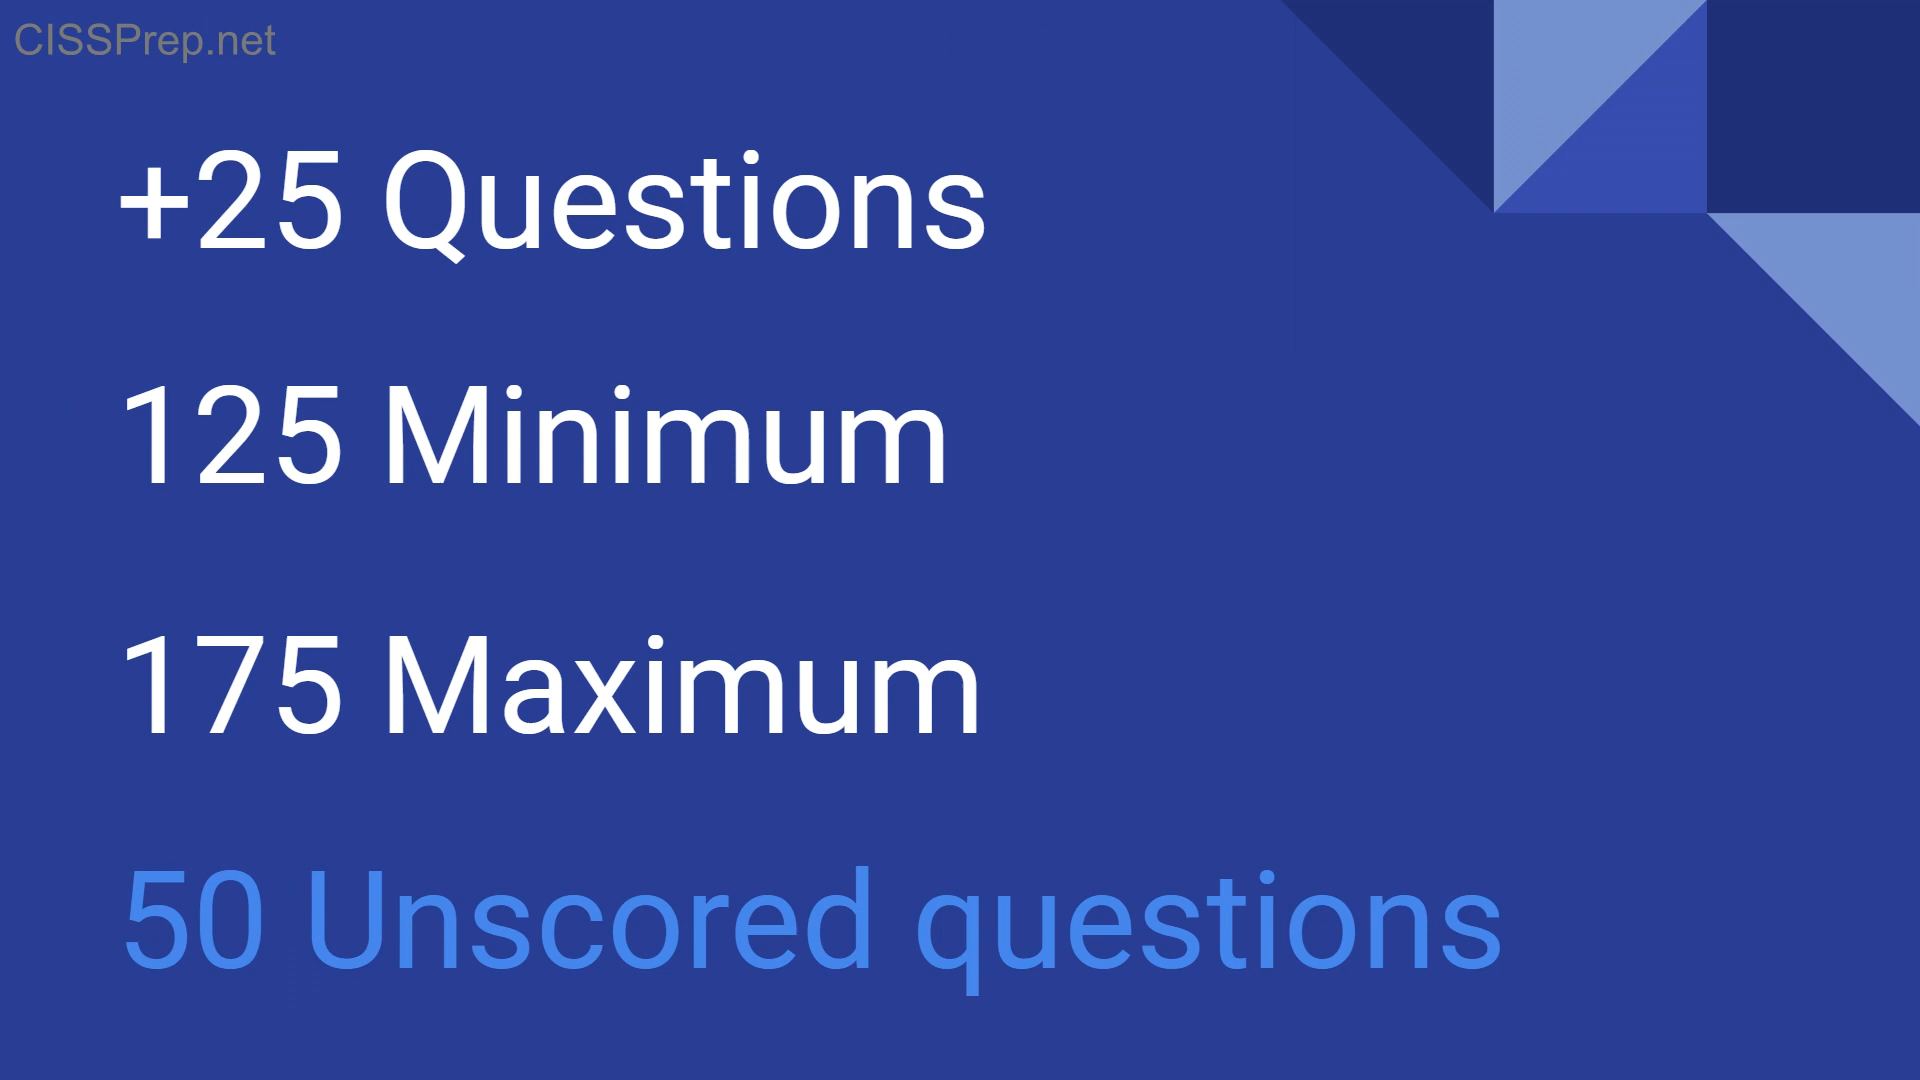 CISSPrep.net
+25 Questions
125 Minimum
175 Maximum
50 Unscored questions